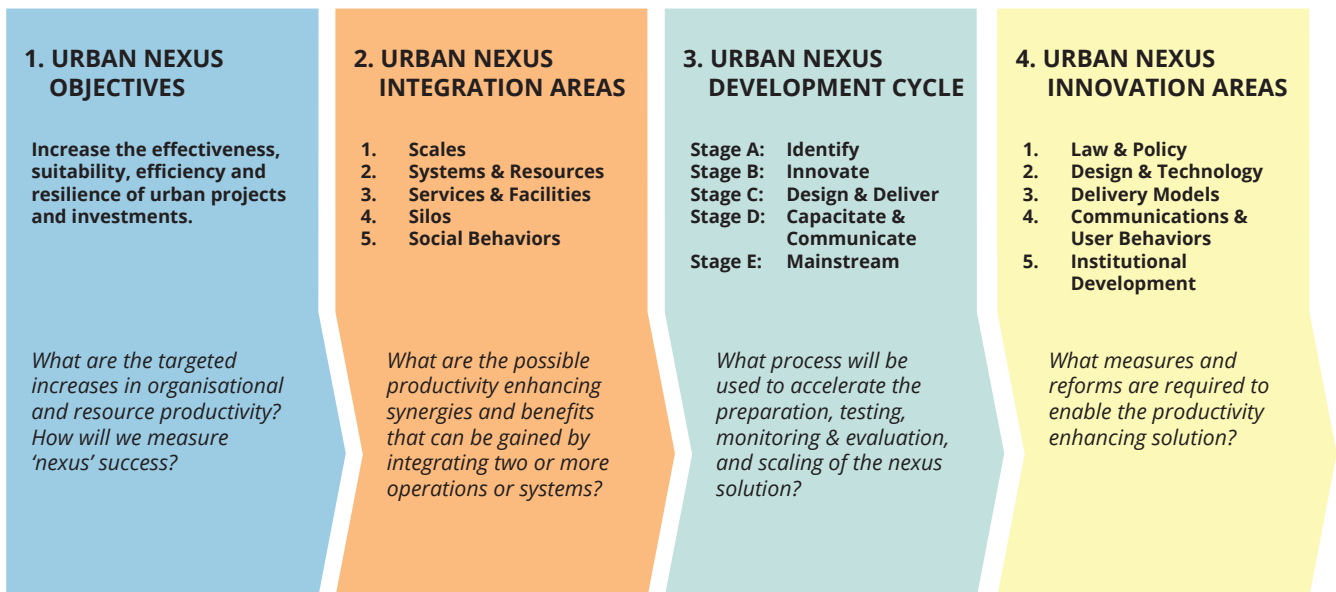 1. URBAN NEXUS
OBJECTIVES
Increase the effectiveness,
suitability, efficiency and
resilience of urban projects
and investments.
What are the targeted
increases in organisational
and resource productivity?
How will we measure
‘nexus’ success?
2. URBAN NEXUS
INTEGRATION AREAS
1. Scales
2. Systems & Resources
3. Services & Facilities
4. Silos
5. Social Behaviors
What are the possible
productivity enhancing
synergies and benefits
that can be gained by
integrating two or more
operations or systems?
3. URBAN NEXUS
DEVELOPMENT CYCLE
Stage A: Identify
Stage B: Innovate
Stage C: Design & Deliver
Stage D: Capacitate &
Communicate
Stage E: Mainstream
What process will be
used to accelerate the
preparation, testing,
monitoring & evaluation,
and scaling of the nexus
solution?
4. URBAN NEXUS
INNOVATION AREAS
1. Law & Policy
2. Design & Technology
3. Delivery Models
4. Communications &
User Behaviors
5. Institutional
Development
What measures and
reforms are required to
enable the productivity
enhancing solution?